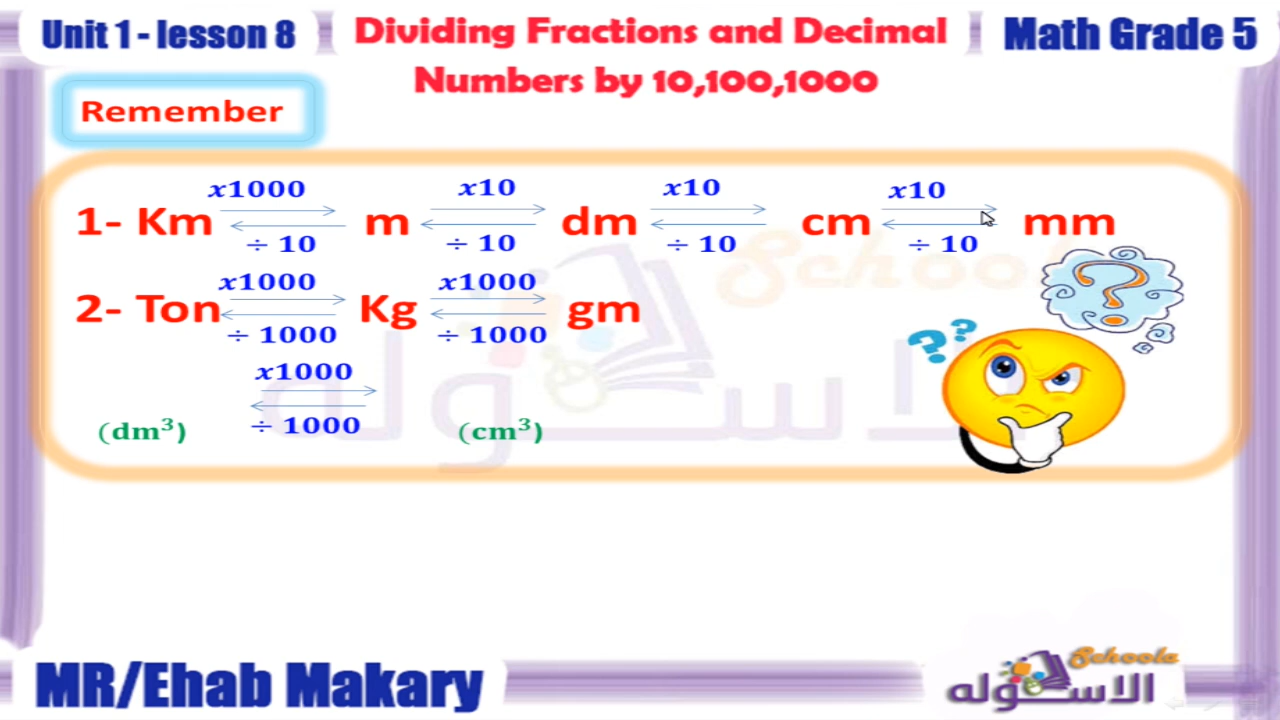 Unit 1 - lesson 8
Dividing Fractions and Decimal
Numbers by 10,100,1000
Math Grade 5
Remember
x1000 x10 x10 x10
1- Km m dm cm mm
÷ 10 ÷ 10 ÷ 10 ÷ 10
x1000 x1000
2- Ton Kg gm
÷ 1000 ÷ 1000
x1000
÷ 1000
(dm³) (cm³)
? ? ?
MR/Ehab Makary
Schoola
الاسكوله